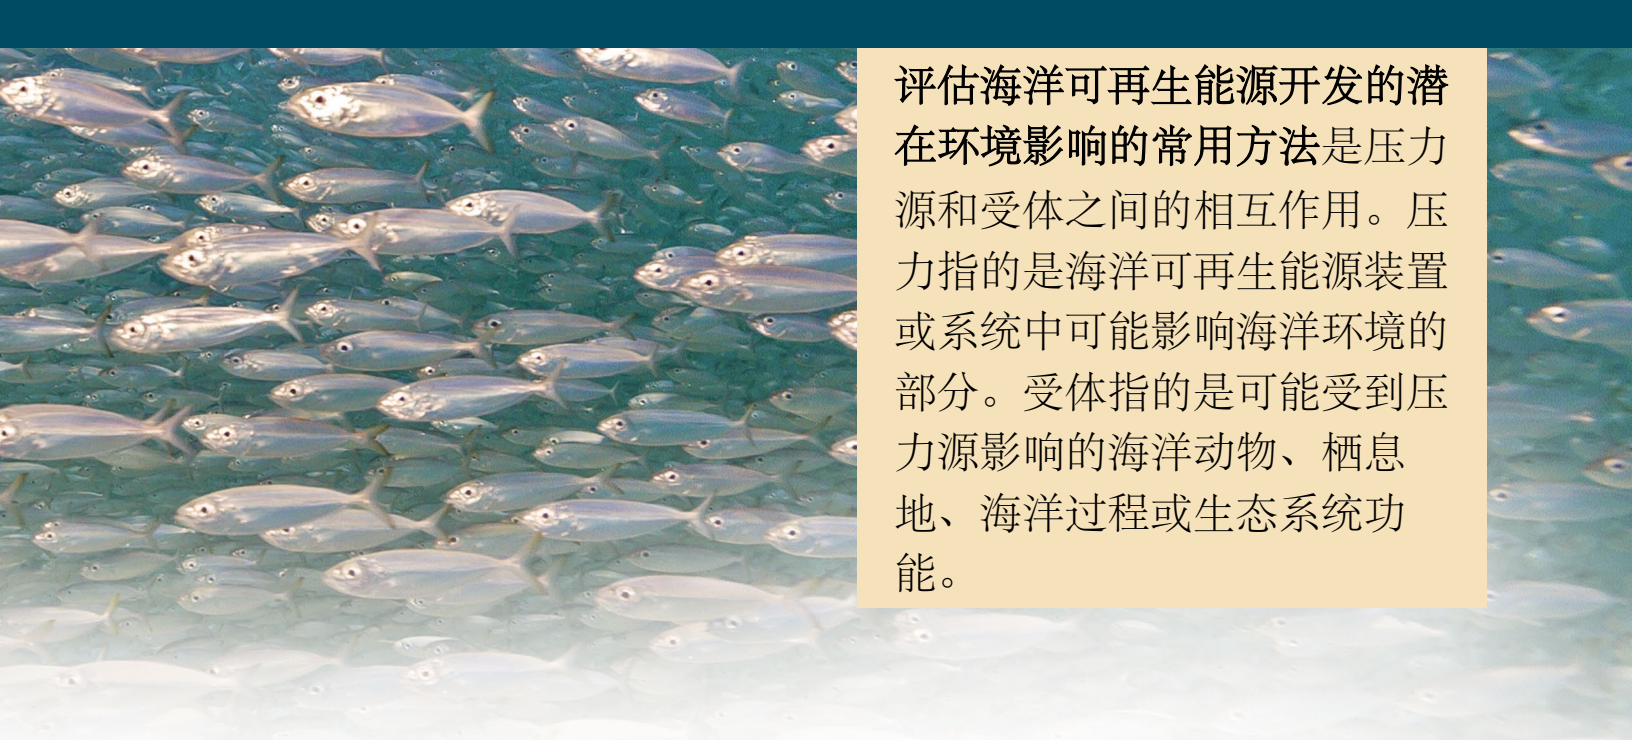 评估海洋可再生能源开发的潜
在环境影响的常用方法是压力
源和受体之间的相互作用。压
力指的是海洋可再生能源装置
或系统中可能影响海洋环境的
部分。受体指的是可能受到压
力源影响的海洋动物、栖息
地、海洋过程或生态系统功
能。